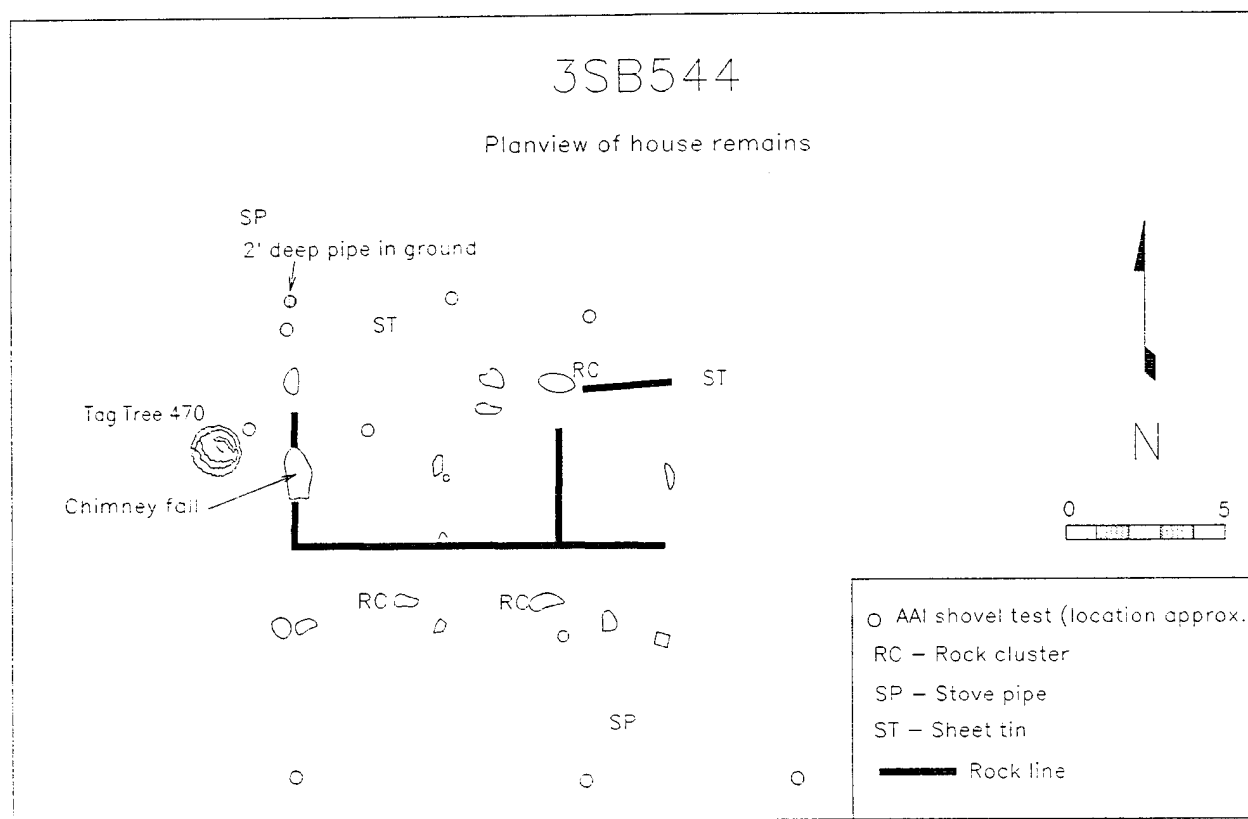 3SB544
Planview of house remains
SP
2' deep pipe in ground
ST
RC
ST
Tag Tree 470
Chimney fall
N
0 5
RC
RC
SP
O AAI shovel test (location approx.
RC – Rock cluster
SP – Stove pipe
ST – Sheet tin
Rock line